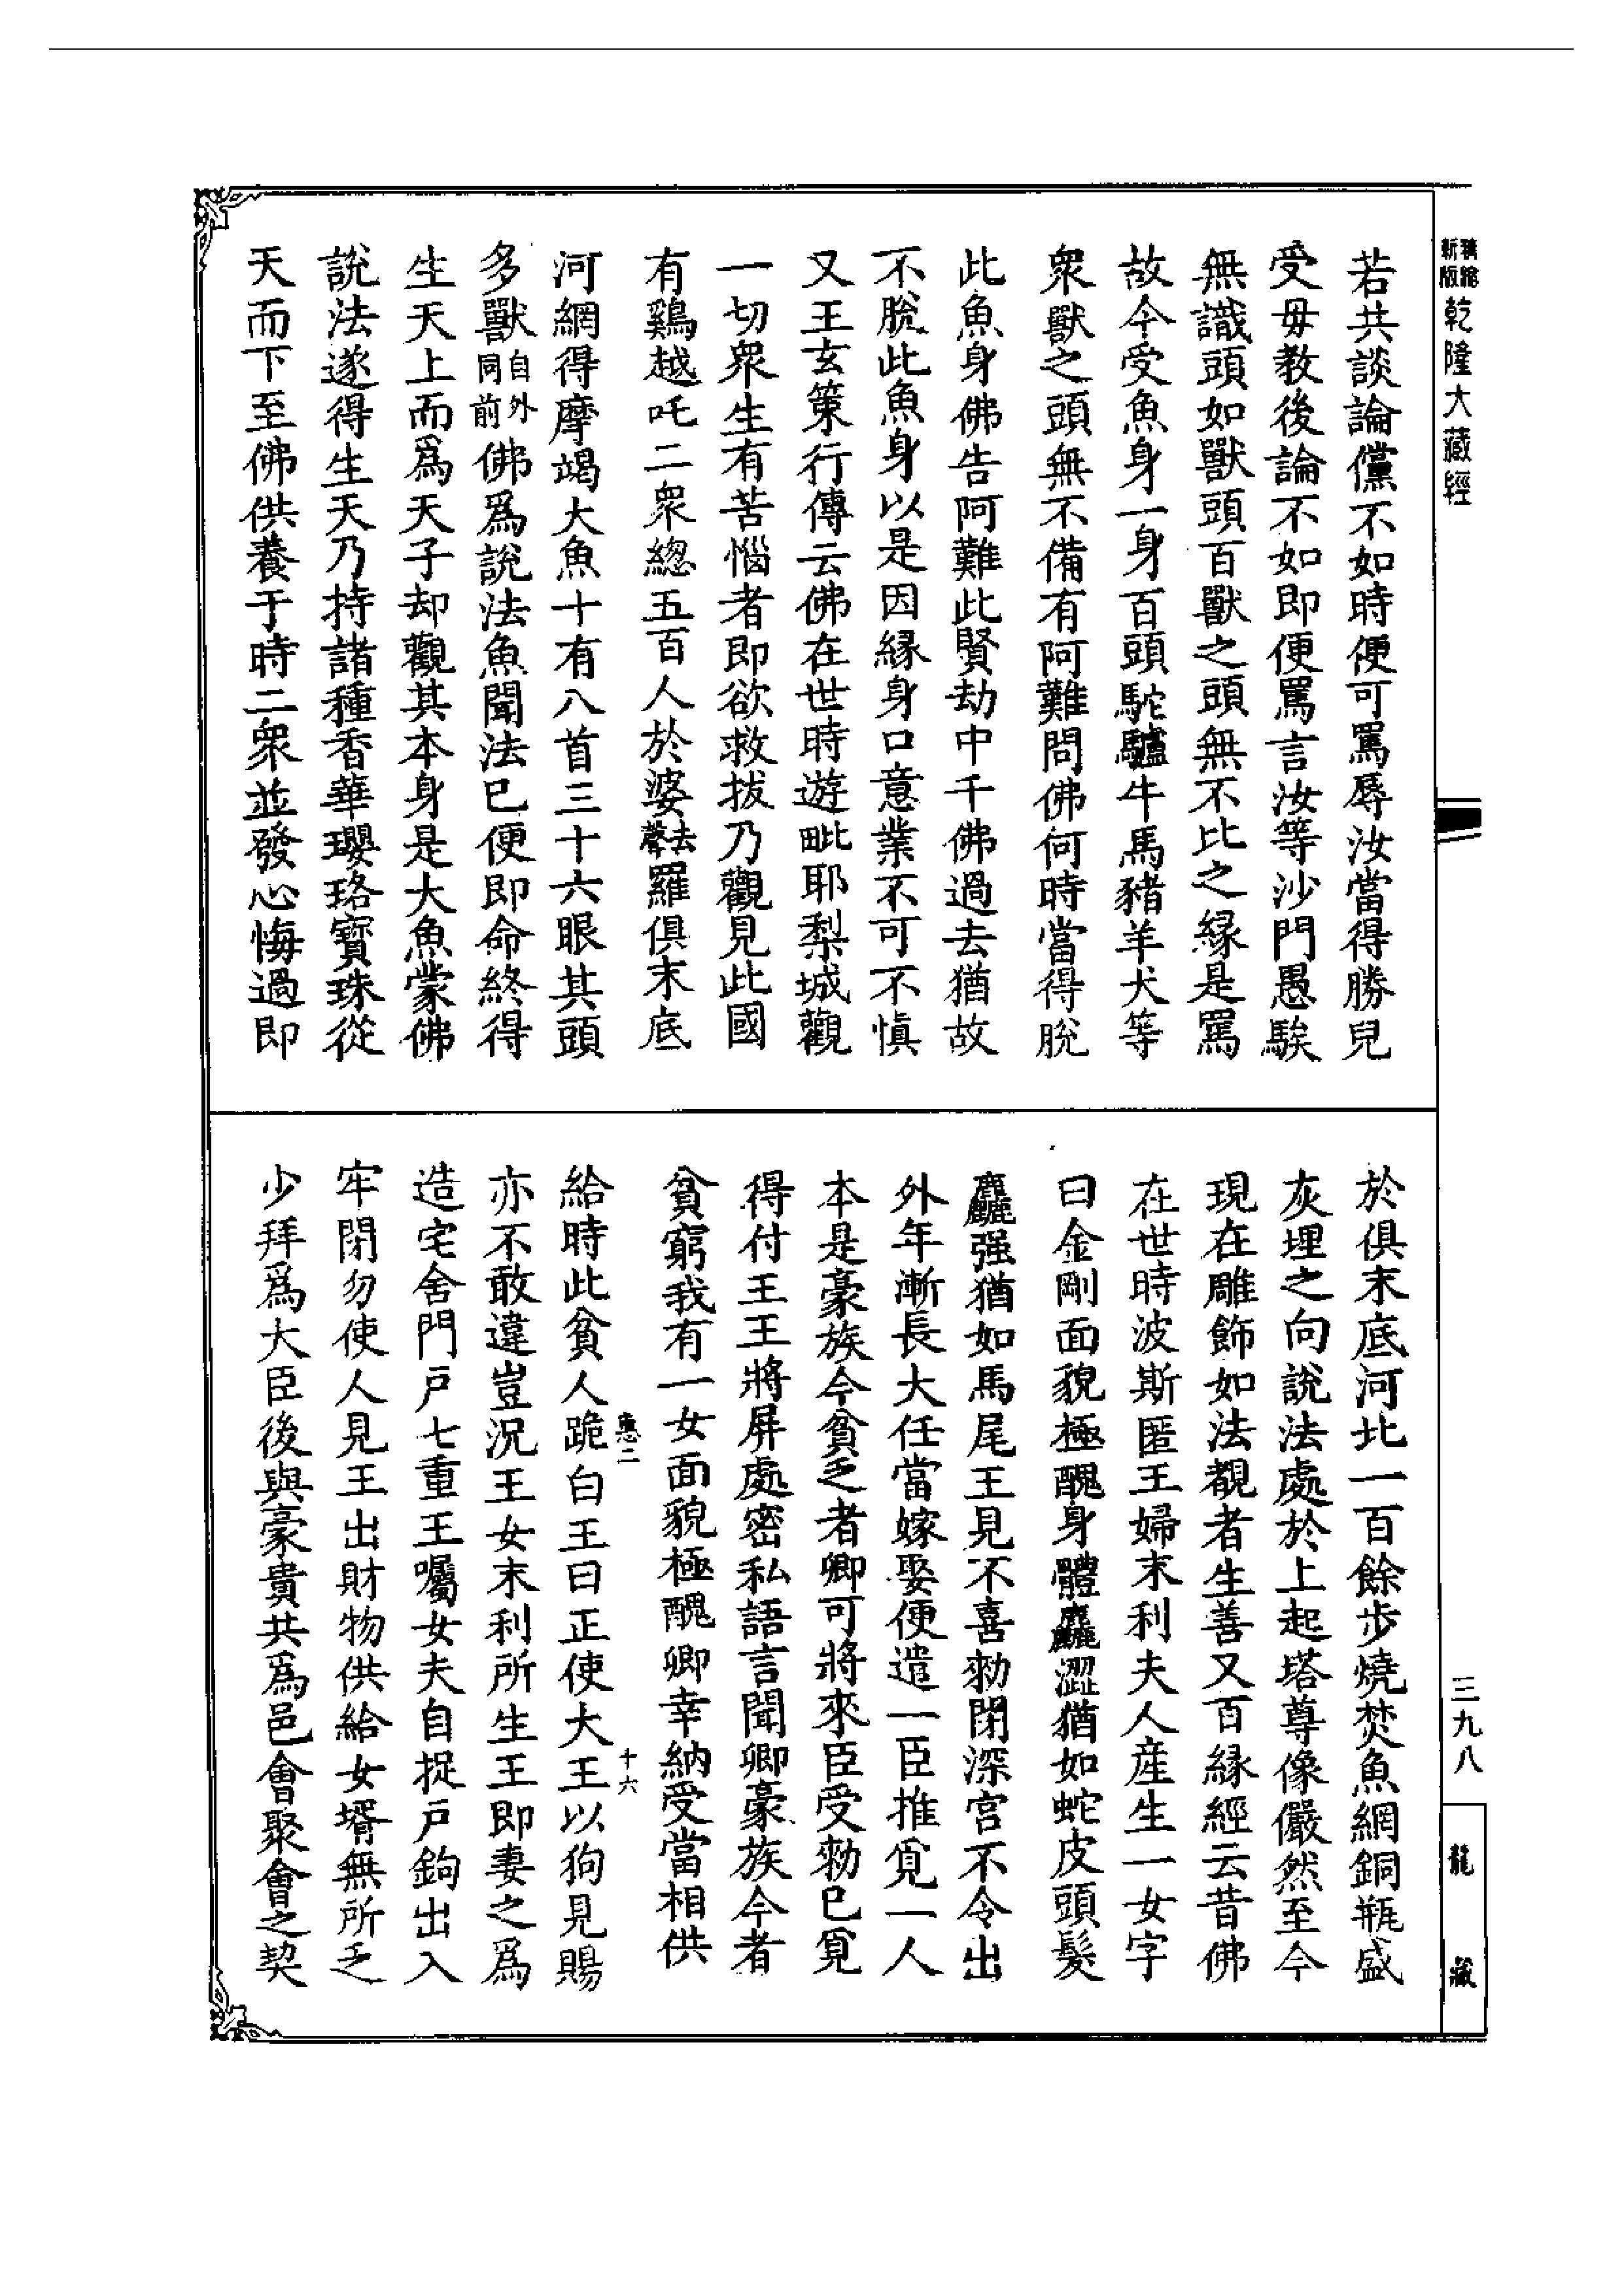 乾隆大藏經
若共談論儻不如時便可罵辱汝當得勝兒
受毋教後論不如即便罵言汝等沙門愚騃
無識頭如獸頭百獸之頭無不比之緣是罵
故今受魚身一身百頭駝驢牛馬豬羊犬等
衆獸之頭無不備有阿難問佛何時當得脫
此魚身佛告阿難此賢劫中千佛過去猶故
不脫此魚身以是因緣身口意業不可不慎
又王玄策行傳云佛在世時遊毗耶梨城觀
一切衆生有苦惱者即欲救拔乃觀見此國
有鷄越吒二衆總五百人於婆去聲羅俱末底
河網得摩竭大魚十有八首三十六眼其頭
多獸自外同前佛爲說法魚聞法已便即命終得
生天上而爲天子却觀其本身是大魚蒙佛
說法遂得生天乃持諸種香華瓔珞寶珠從
天而下至佛供養于時二衆並發心悔過即
於俱末底河北一百餘步燒焚魚網銅瓶盛
灰埋之向說法處於上起塔尊像儼然至今
現在雕飾如法覩者生善又百緣經云昔佛
在世時波斯匿王婦末利夫人產生一女字
曰金剛面貌極醜身體麤澀猶如蛇皮頭髮
麤强猶如馬尾王見不喜勑閉深宮不令出
外年漸長大任當嫁娶便遣一臣推覓一人
本是豪族今貧乏者卿可將來臣受勑已覓
得付王王將屏處密私語言聞卿豪族今者
貧窮我有一女面貌極醜卿幸納受當相供
給時此貧人跪白王曰正使大王以狗見賜
亦不敢違豈況王女末利所生王即妻之爲
造宅舍門戶七重王囑女夫自捉戶鉤出入
牢閉勿使人見王出財物供給女壻無所乏
少拜爲大臣後與豪貴共爲邑會聚會之契
十六
三九八
龍藏